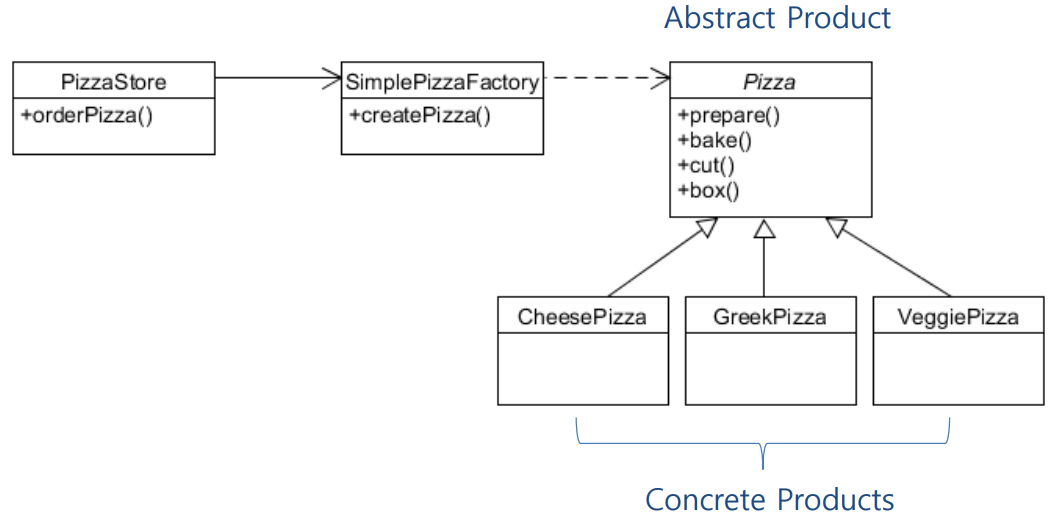 Abstract Product
PizzaStore
+orderPizza()
SimplePizzaFactory
+createPizza()
Pizza
+prepare()
+bake()
+cut()
+box()
CheesePizza
GreekPizza
VeggiePizza
Concrete Products